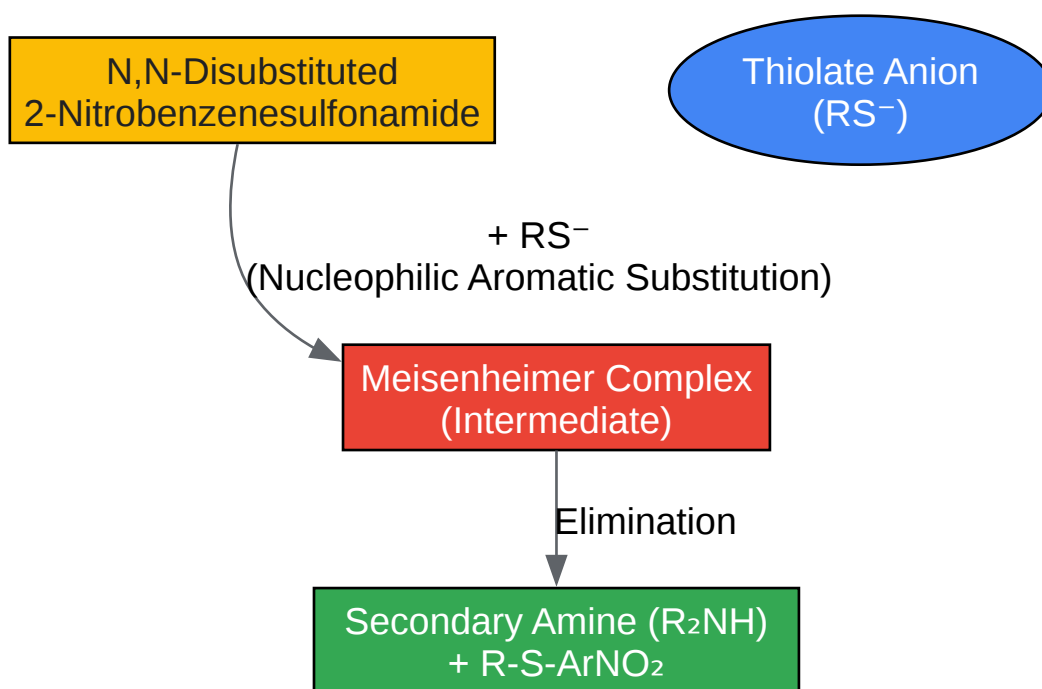 N,N-Disubstituted
2-Nitrobenzenesulfonamide
Thiolate Anion
(RS⁻)
+ RS⁻
(Nucleophilic Aromatic Substitution)
Meisenheimer Complex
(Intermediate)
Elimination
Secondary Amine (R₂NH)
+ R-S-ArNO₂